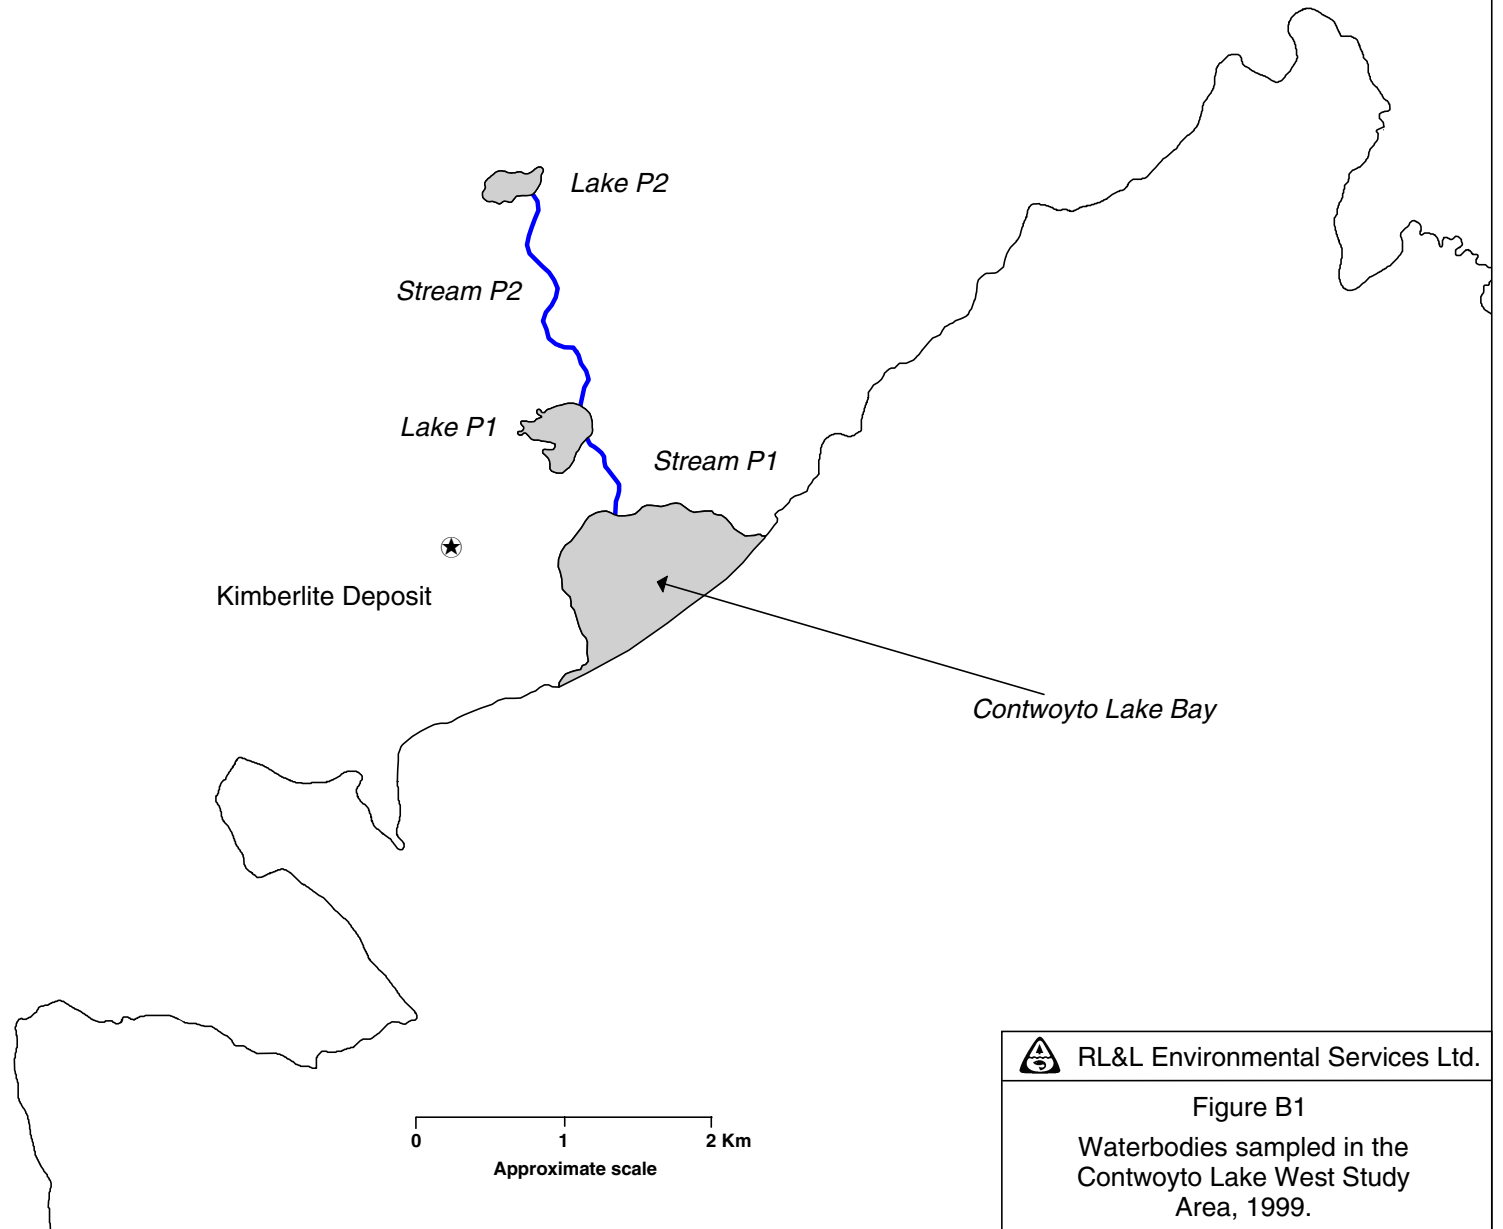 Lake P2
Stream P2
Lake P1
Stream P1
Kimberlite Deposit
Contwoyto Lake Bay
0 1 2 Km
Approximate scale
RL&L Environmental Services Ltd.
Figure B1
Waterbodies sampled in the
Contwoyto Lake West Study
Area, 1999.